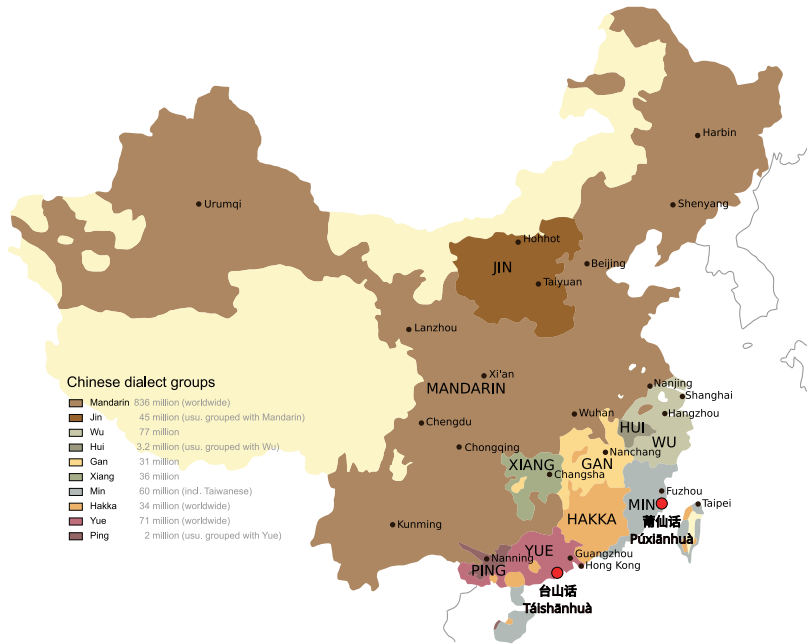 Harbin
Urumqi
Shenyang
Hohhot
JIN
Beijing
Taiyuan
Lanzhou
Xi'an
MANDARIN
Nanjing
Shanghai
Chengdu
Wuhan
Hangzhou
HUI
WU
Chongqing
Nanchang
XIANG
GAN
Changsha
Fuzhou
MIN
Taipei
莆仙话
Púxiānhuà
HAKKA
Kunming
YUE
Guangzhou
Nanning
Hong Kong
PING
台山话
Táishānhuà
Chinese dialect groups
Mandarin 836 million (worldwide)
Jin 45 million (usu. grouped with Mandarin)
Wu 77 million
Hui 3.2 million (usu. grouped with Wu)
Gan 31 million
Xiang 36 million
Min 60 million (incl. Taiwanese)
Hakka 34 million (worldwide)
Yue 71 million (worldwide)
Ping 2 million (usu. grouped with Yue)